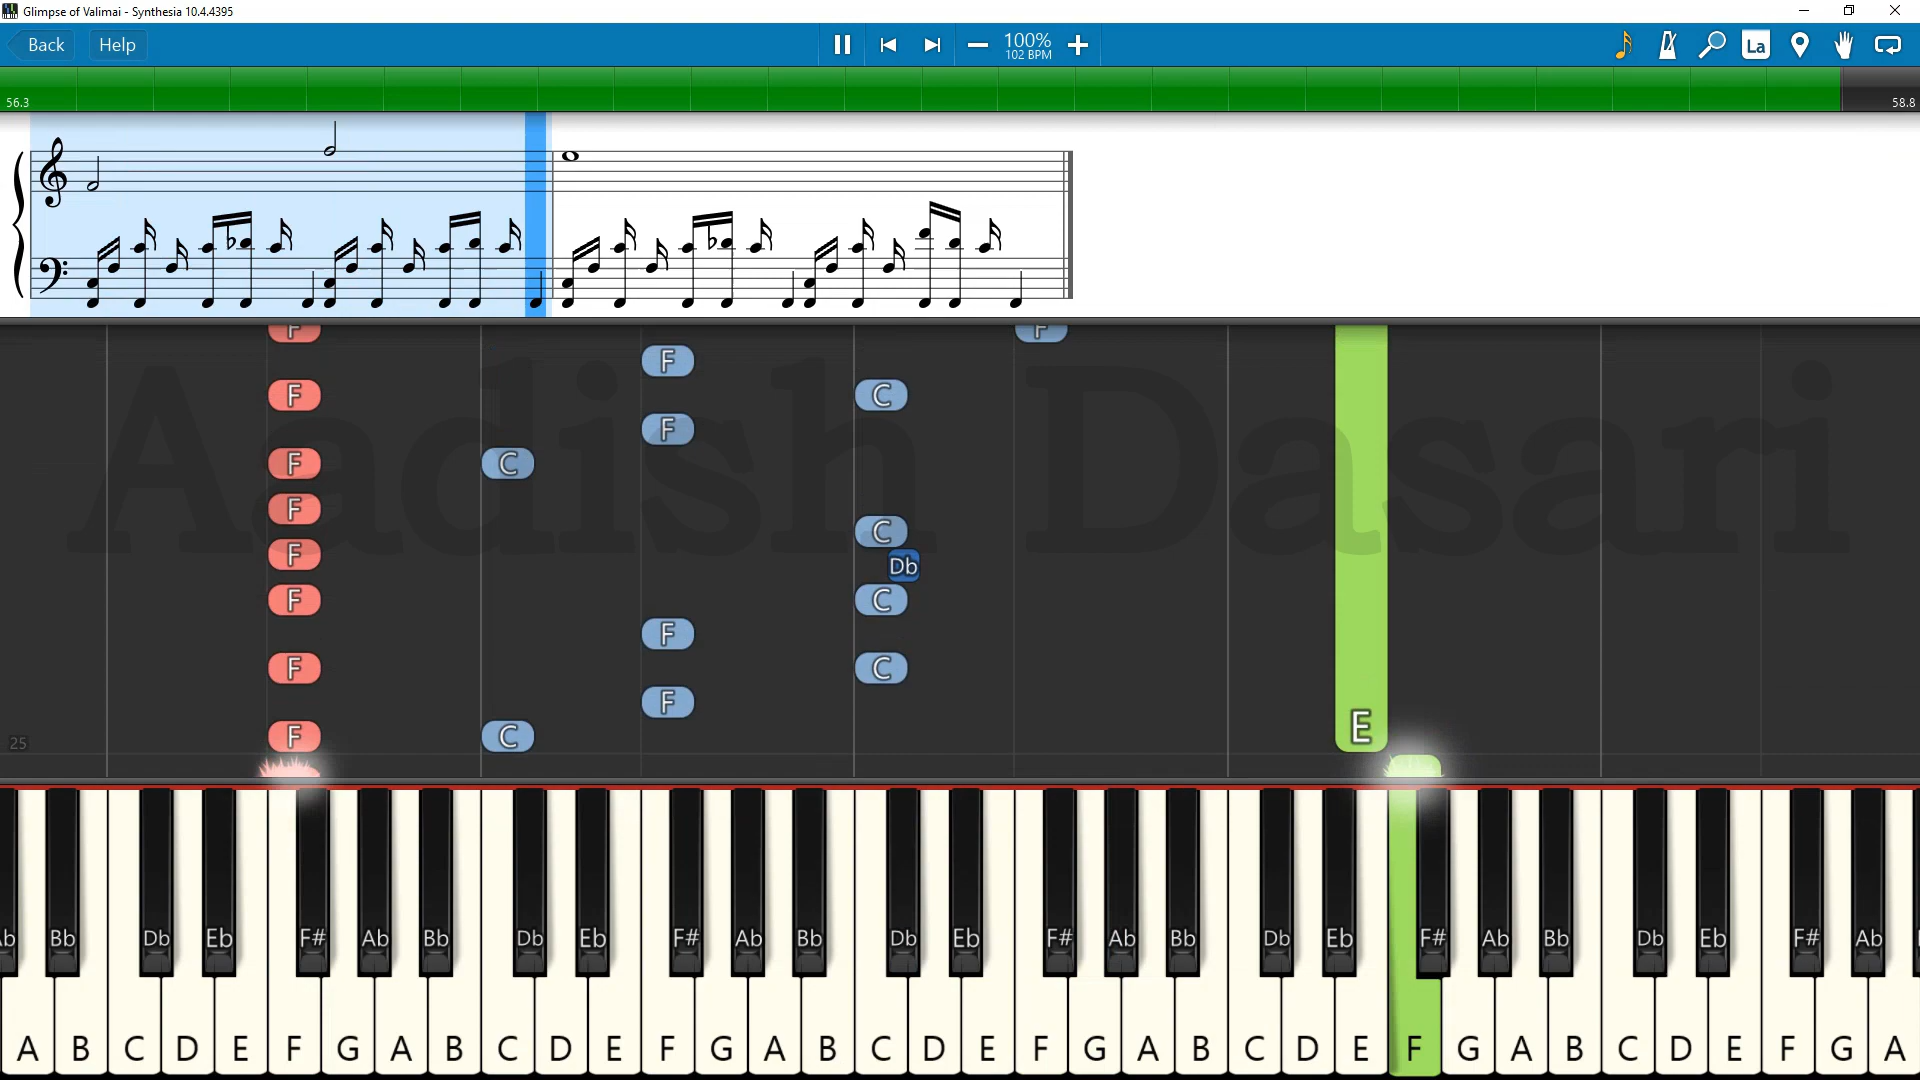 Glimpse of Valimai - Synthesia 10.4.4395
Back Help 100% La
102 BPM
56.3 58.8
F F
F
F C
F
F C
F
C
Db
F
F C
F
F C
F
F C
E
25
Aadish Dasari
Bb Db Eb F# Ab Bb Db Eb F# Ab Bb Db Eb F# Ab Bb Db Eb F# Ab Bb Db Eb F# Ab
A B C D E F G A B C D E F G A B C D E F G A B C D E F G A B C D E F G A